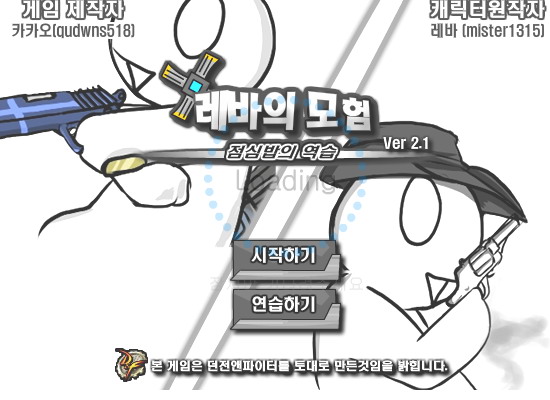 게임 제작자
카카오(qudwns518)
캐릭터원작자
레바 (mister1315)
레바의 모험
점심밥의 역습
Ver 2.1
Loading
시작하기
연습하기
본 게임은 던전앤파이터를 토대로 만든것임을 밝힙니다.